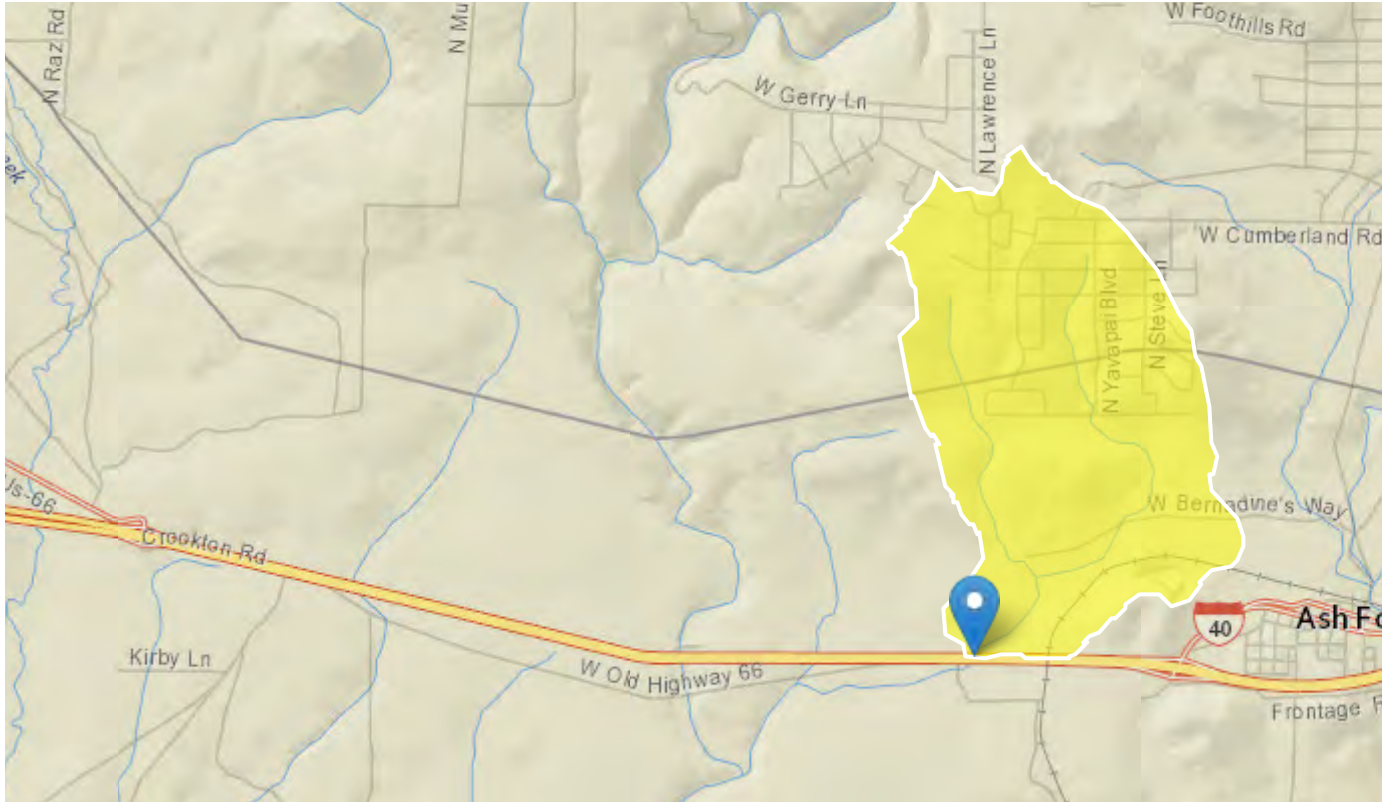 W Foothills Rd
N Raz Rd
N Mu
N Lawrence Ln
W Gerry Ln
eek
W Cumberland Rd
N Yavapai Blvd
N Steve Ln
Us-66
Crookton Rd
W Bernadine's Way
40
Ash Fo
Kirby Ln
W Old Highway 66
Frontage R